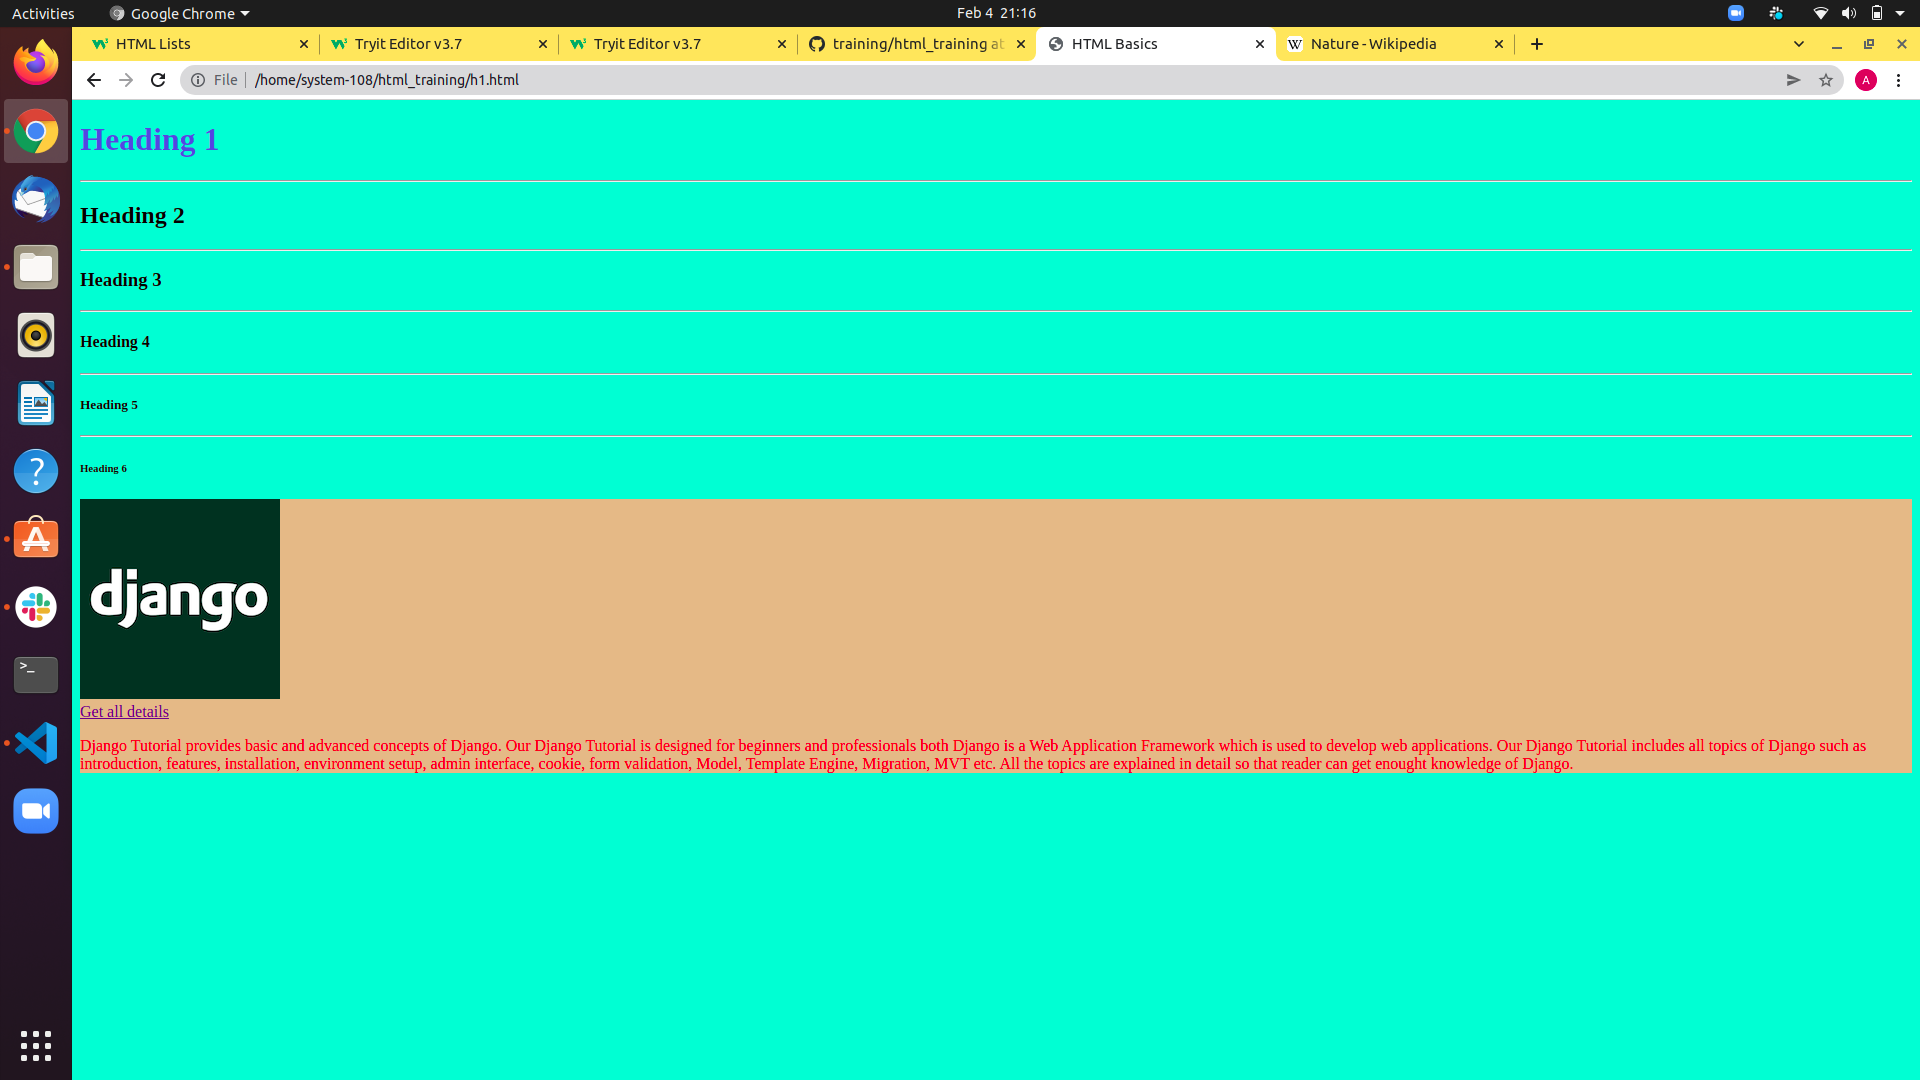 Activities
Google Chrome
Feb 4 21:16
HTML Lists
Tryit Editor v3.7
Tryit Editor v3.7
training/html_training at
HTML Basics
W Nature - Wikipedia
File /home/system-108/html_training/h1.html
A
Heading 1
Heading 2
Heading 3
Heading 4
Heading 5
Heading 6
django
Get all details
Django Tutorial provides basic and advanced concepts of Django. Our Django Tutorial is designed for beginners and professionals both Django is a Web Application Framework which is used to develop web applications. Our Django Tutorial includes all topics of Django such as
introduction, features, installation, environment setup, admin interface, cookie, form validation, Model, Template Engine, Migration, MVT etc. All the topics are explained in detail so that reader can get enought knowledge of Django.